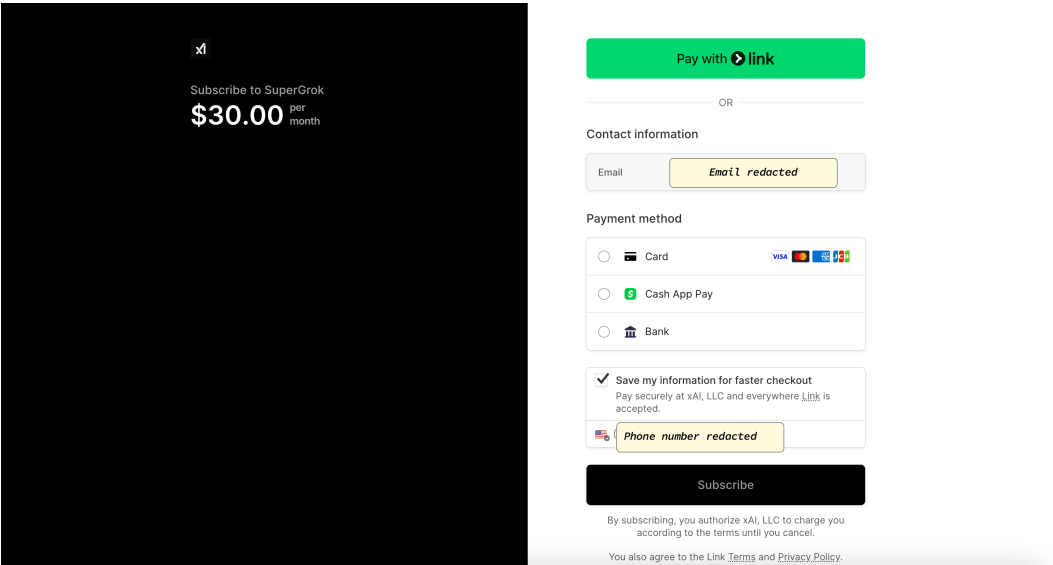 xAI
Subscribe to SuperGrok
$30.00 per
month
Pay with link
OR
Contact information
Email
Email redacted
Payment method
Card
VISA
Cash App Pay
Bank
Save my information for faster checkout
Pay securely at xAI, LLC and everywhere Link is
accepted.
Phone number redacted
Subscribe
By subscribing, you authorize xAI, LLC to charge you
according to the terms until you cancel.
You also agree to the Link Terms and Privacy Policy.